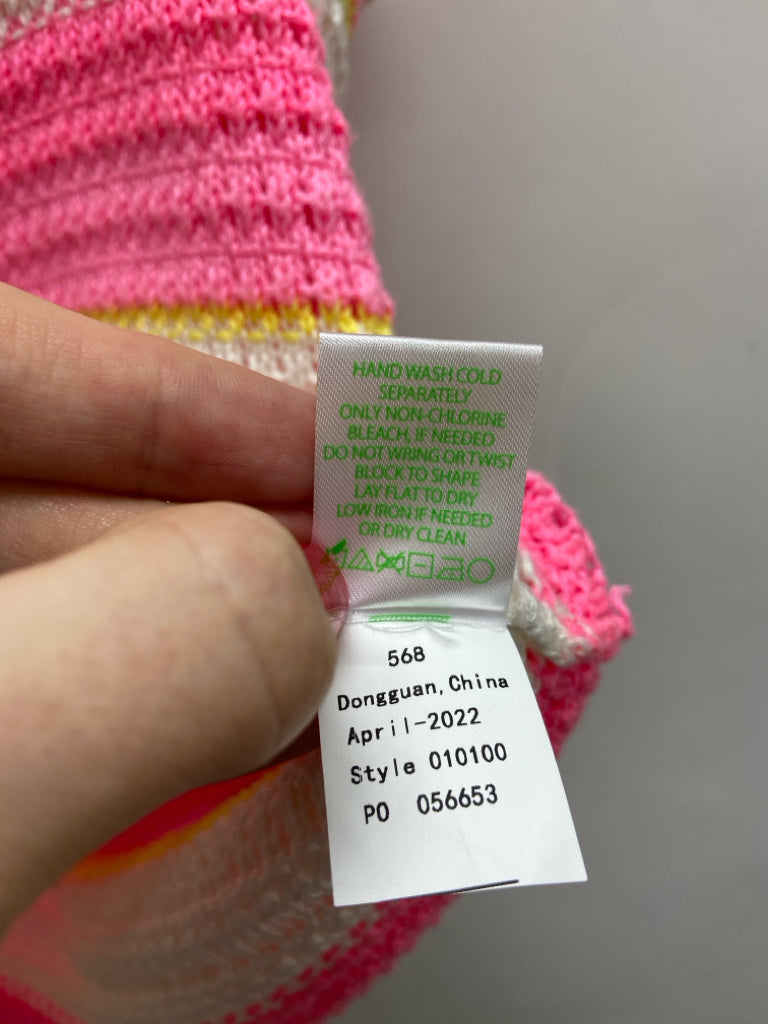 HAND WASH COLD
SEPARATELY
ONLY NON-CHLORINE
BLEACH, IF NEEDED
DO NOT WRING OR TWIST
BLOCK TO SHAPE
LAY FLAT TO DRY
LOW IRON IF NEEDED
OR DRY CLEAN
568
Dongguan,China
April-2022
Style 010100
PO 056653